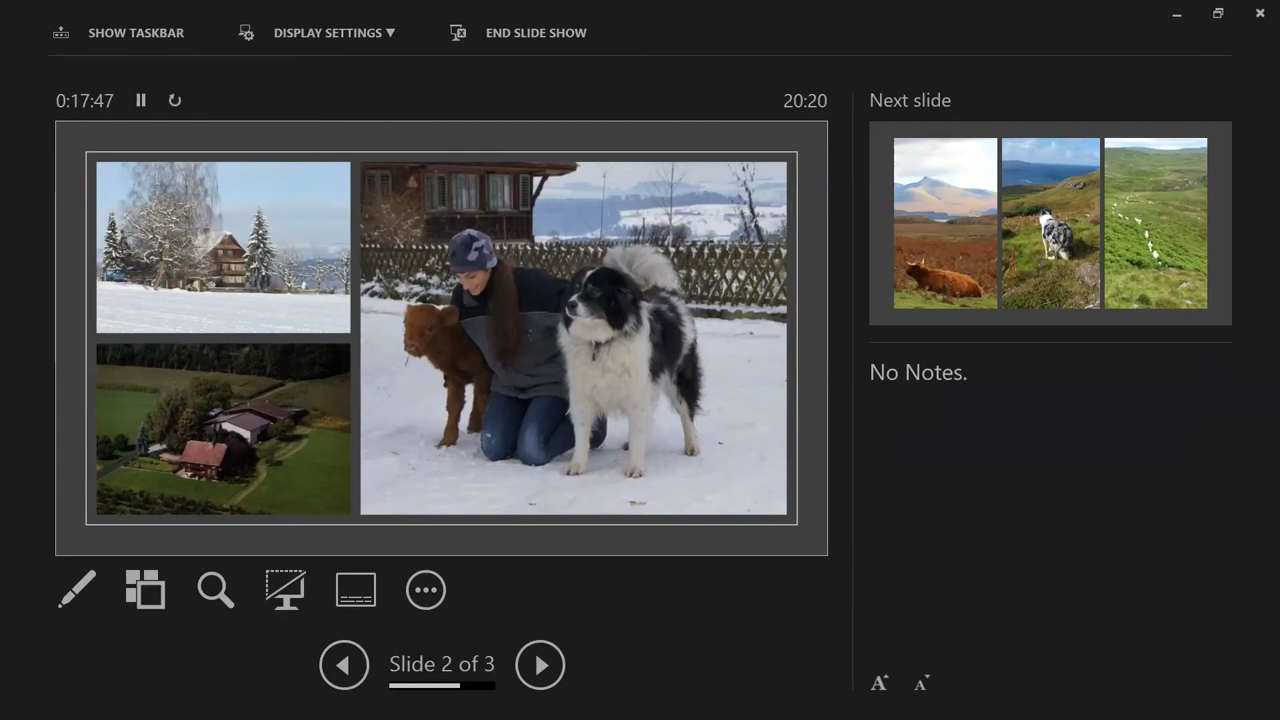 SHOW TASKBAR
DISPLAY SETTINGS ▼
END SLIDE SHOW
0:17:47
20:20
Next slide
No Notes.
Slide 2 of 3
A A